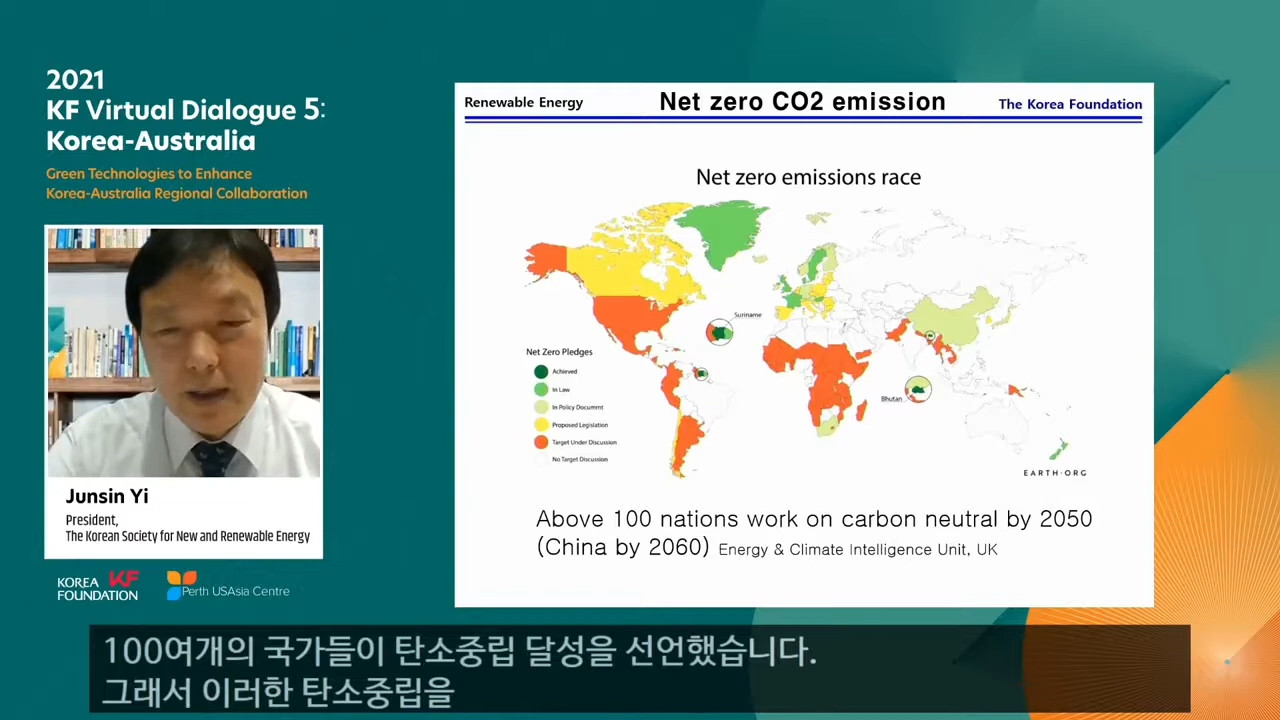 2021
KF Virtual Dialogue 5:
Korea-Australia
Green Technologies to Enhance
Korea-Australia Regional Collaboration
Junsin Yi
President,
The Korean Society for New and Renewable Energy
KOREA KF
FOUNDATION
Perth USAsia Centre
Renewable Energy
Net zero CO2 emission
The Korea Foundation
Net zero emissions race
Suriname
Net Zero Pledges
Achieved
In Law
In Policy Documnt
Proposed Legislation
Target Under Discussion
No Target Discussion
Bhutan
EARTH.ORG
Above 100 nations work on carbon neutral by 2050
(China by 2060) Energy & Climate Intelligence Unit, UK
100여개의 국가들이 탄소중립 달성을 선언했습니다.
그래서 이러한 탄소중립을